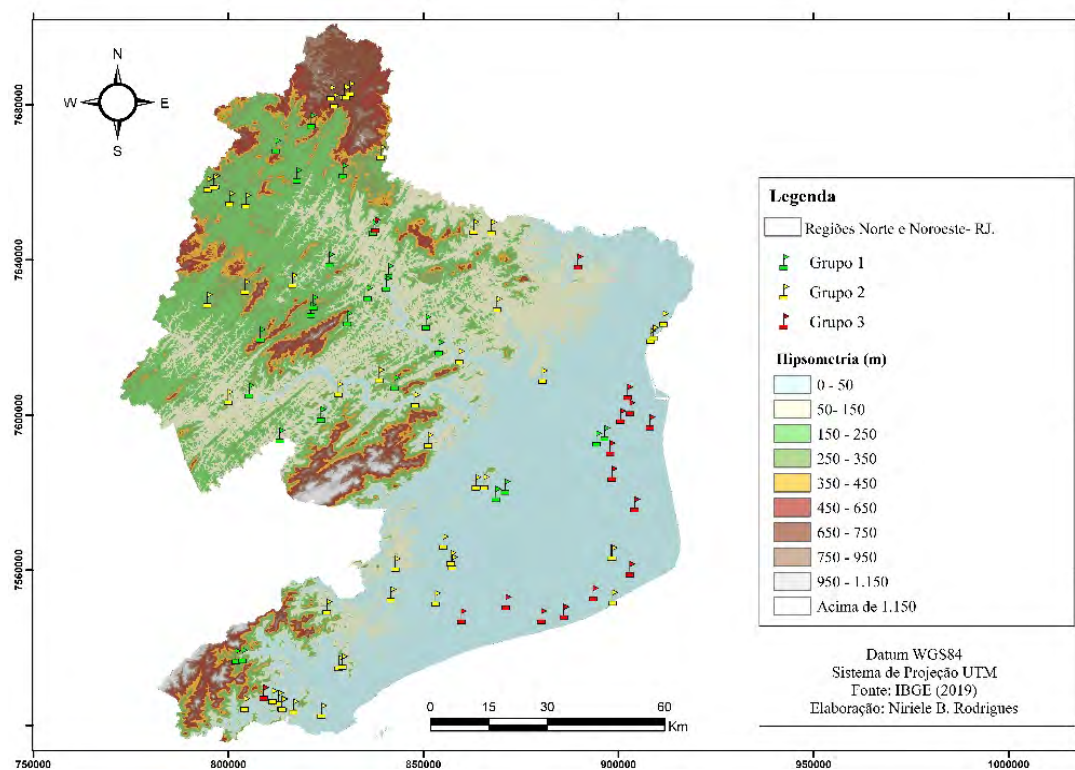 N
W E
S
7680000
7640000
7600000
7560000
Legenda
Regiões Norte e Noroeste- RJ.
Grupo 1
Grupo 2
Grupo 3
Hipsometria (m)
0 - 50
50- 150
150 - 250
250 - 350
350 - 450
450 - 650
650 - 750
750 - 950
950 - 1.150
Acima de 1.150
Datum WGS84
Sistema de Projeção UTM
Fonte: IBGE (2019)
Elaboração: Niriele B. Rodrigues
0 10 20 40 60
Km
750000 800000 850000 900000 950000 1000000